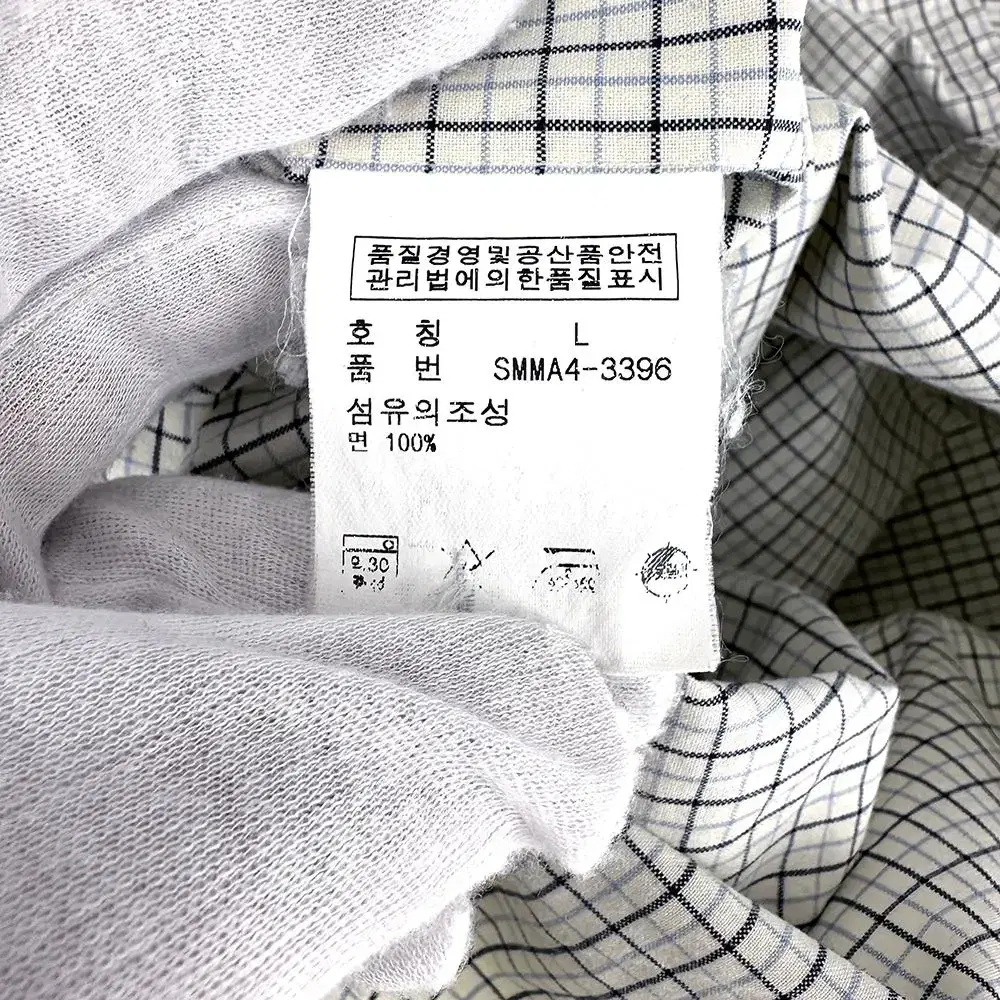 품질경영및공산품안전
관리법에의한품질표시
호 칭 L
품 번 SMMA4-3396
섬유의조성
면 100%